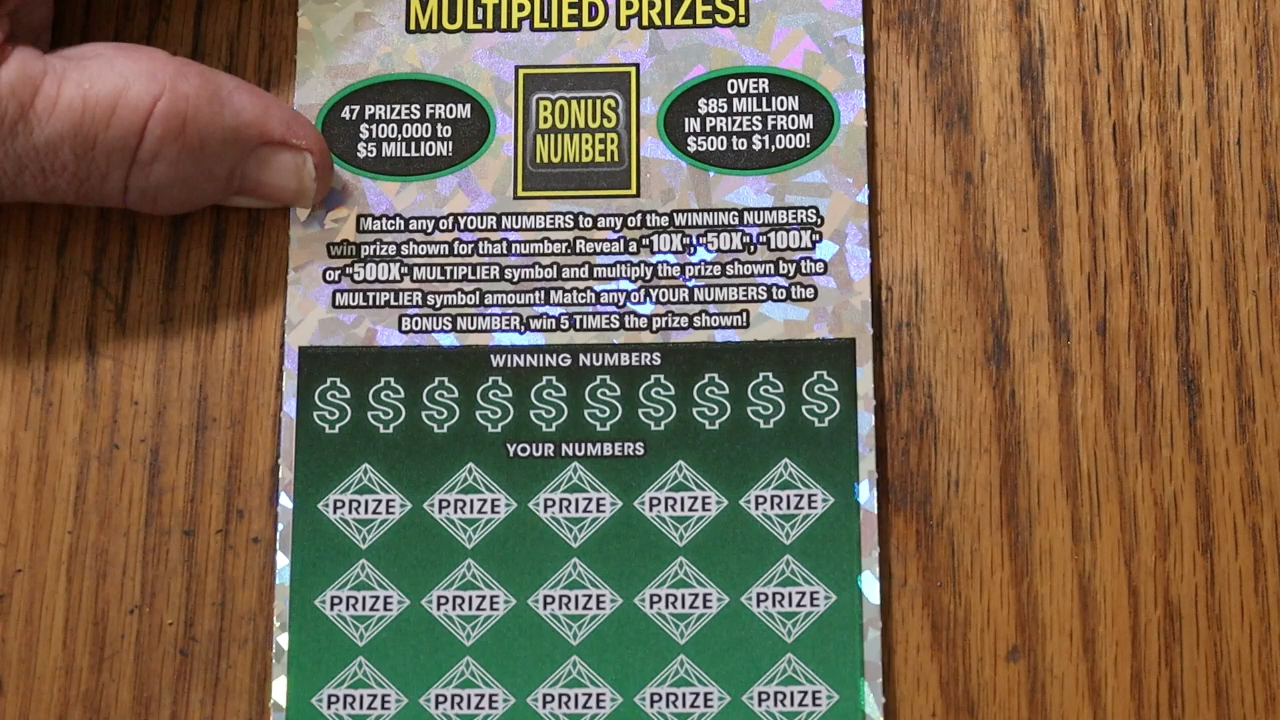 MULTIPLIED PRIZES!
47 PRIZES FROM
$100,000 to
$5 MILLION!
BONUS
NUMBER
OVER
$85 MILLION
IN PRIZES FROM
$500 to $1,000!
Match any of YOUR NUMBERS to any of the WINNING NUMBERS,
win prize shown for that number. Reveal a "10X", "50X", "100X"
or "500X" MULTIPLIER symbol and multiply the prize shown by the
MULTIPLIER symbol amount! Match any of YOUR NUMBERS to the
BONUS NUMBER, win 5 TIMES the prize shown!
WINNING NUMBERS
$ $ $ $ $ $ $ $ $ $
YOUR NUMBERS
PRIZE PRIZE PRIZE PRIZE PRIZE
PRIZE PRIZE PRIZE PRIZE PRIZE
PRIZE PRIZE PRIZE PRIZE PRIZE